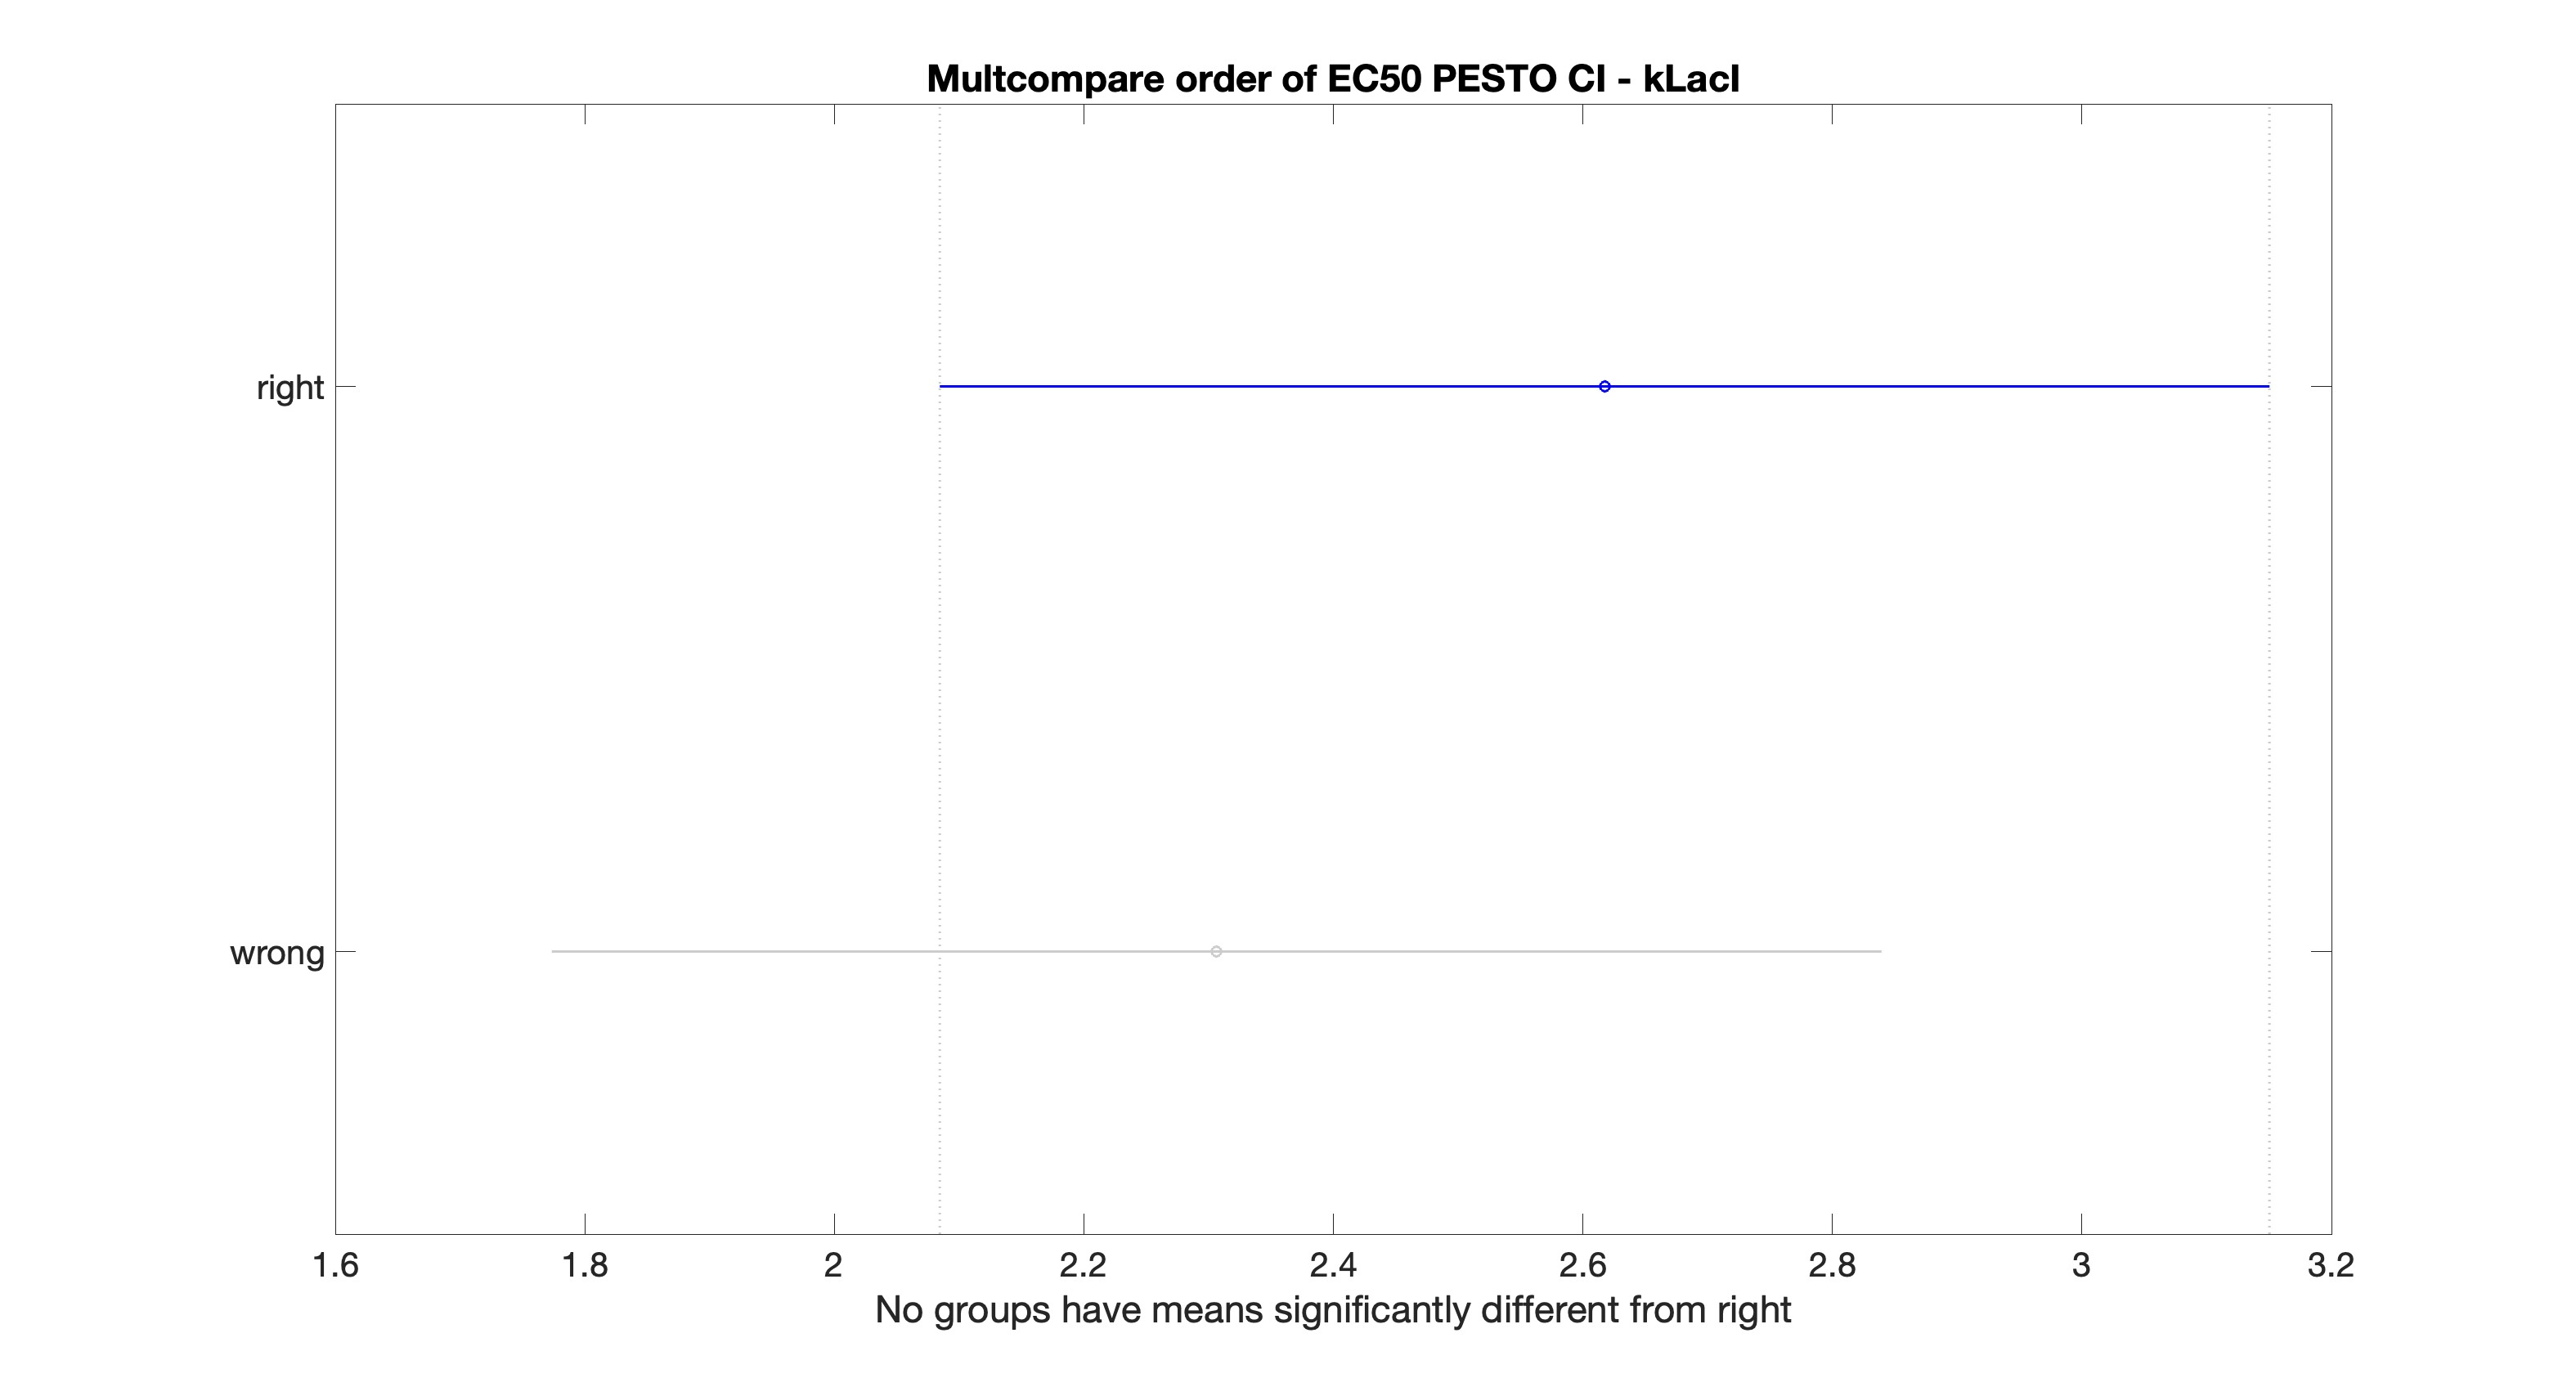 Multcompare order of EC50 PESTO CI - kLacI
right
wrong
1.6 1.8 2 2.2 2.4 2.6 2.8 3 3.2
No groups have means significantly different from right